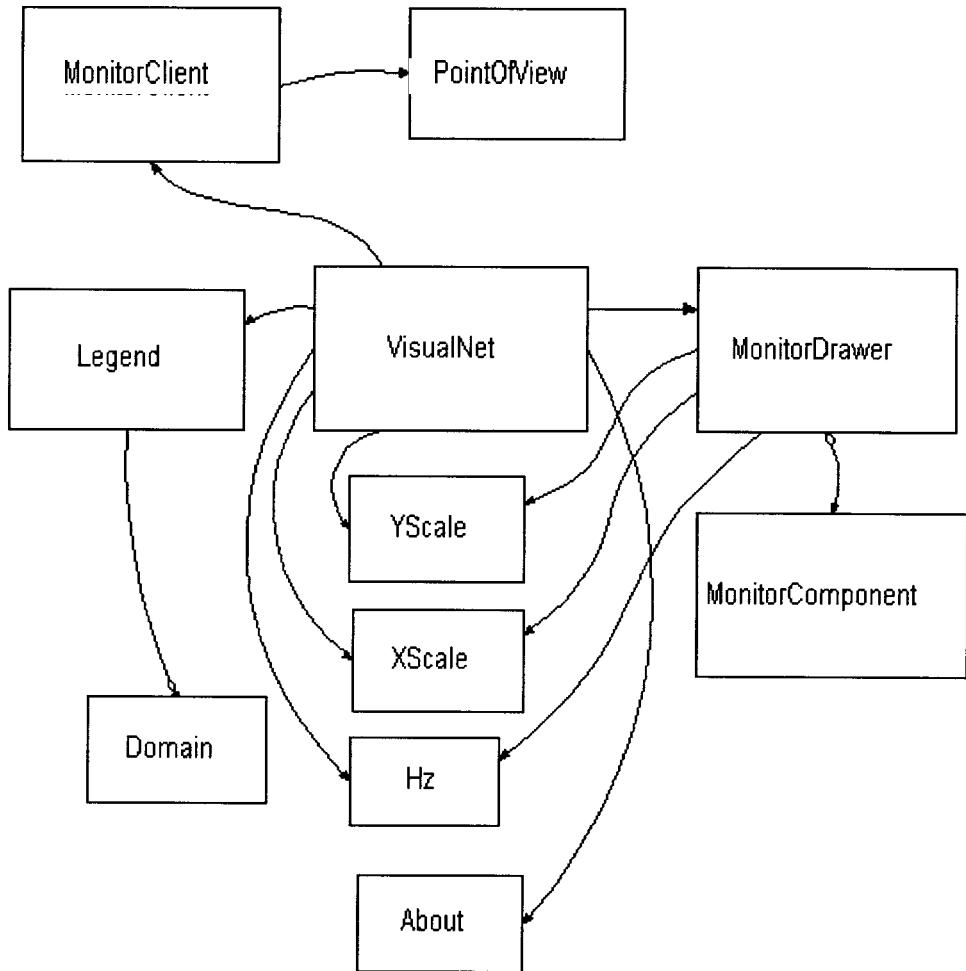 MonitorClient
PointOfView
Legend
VisualNet
MonitorDrawer
YScale
MonitorComponent
XScale
Domain
Hz
About